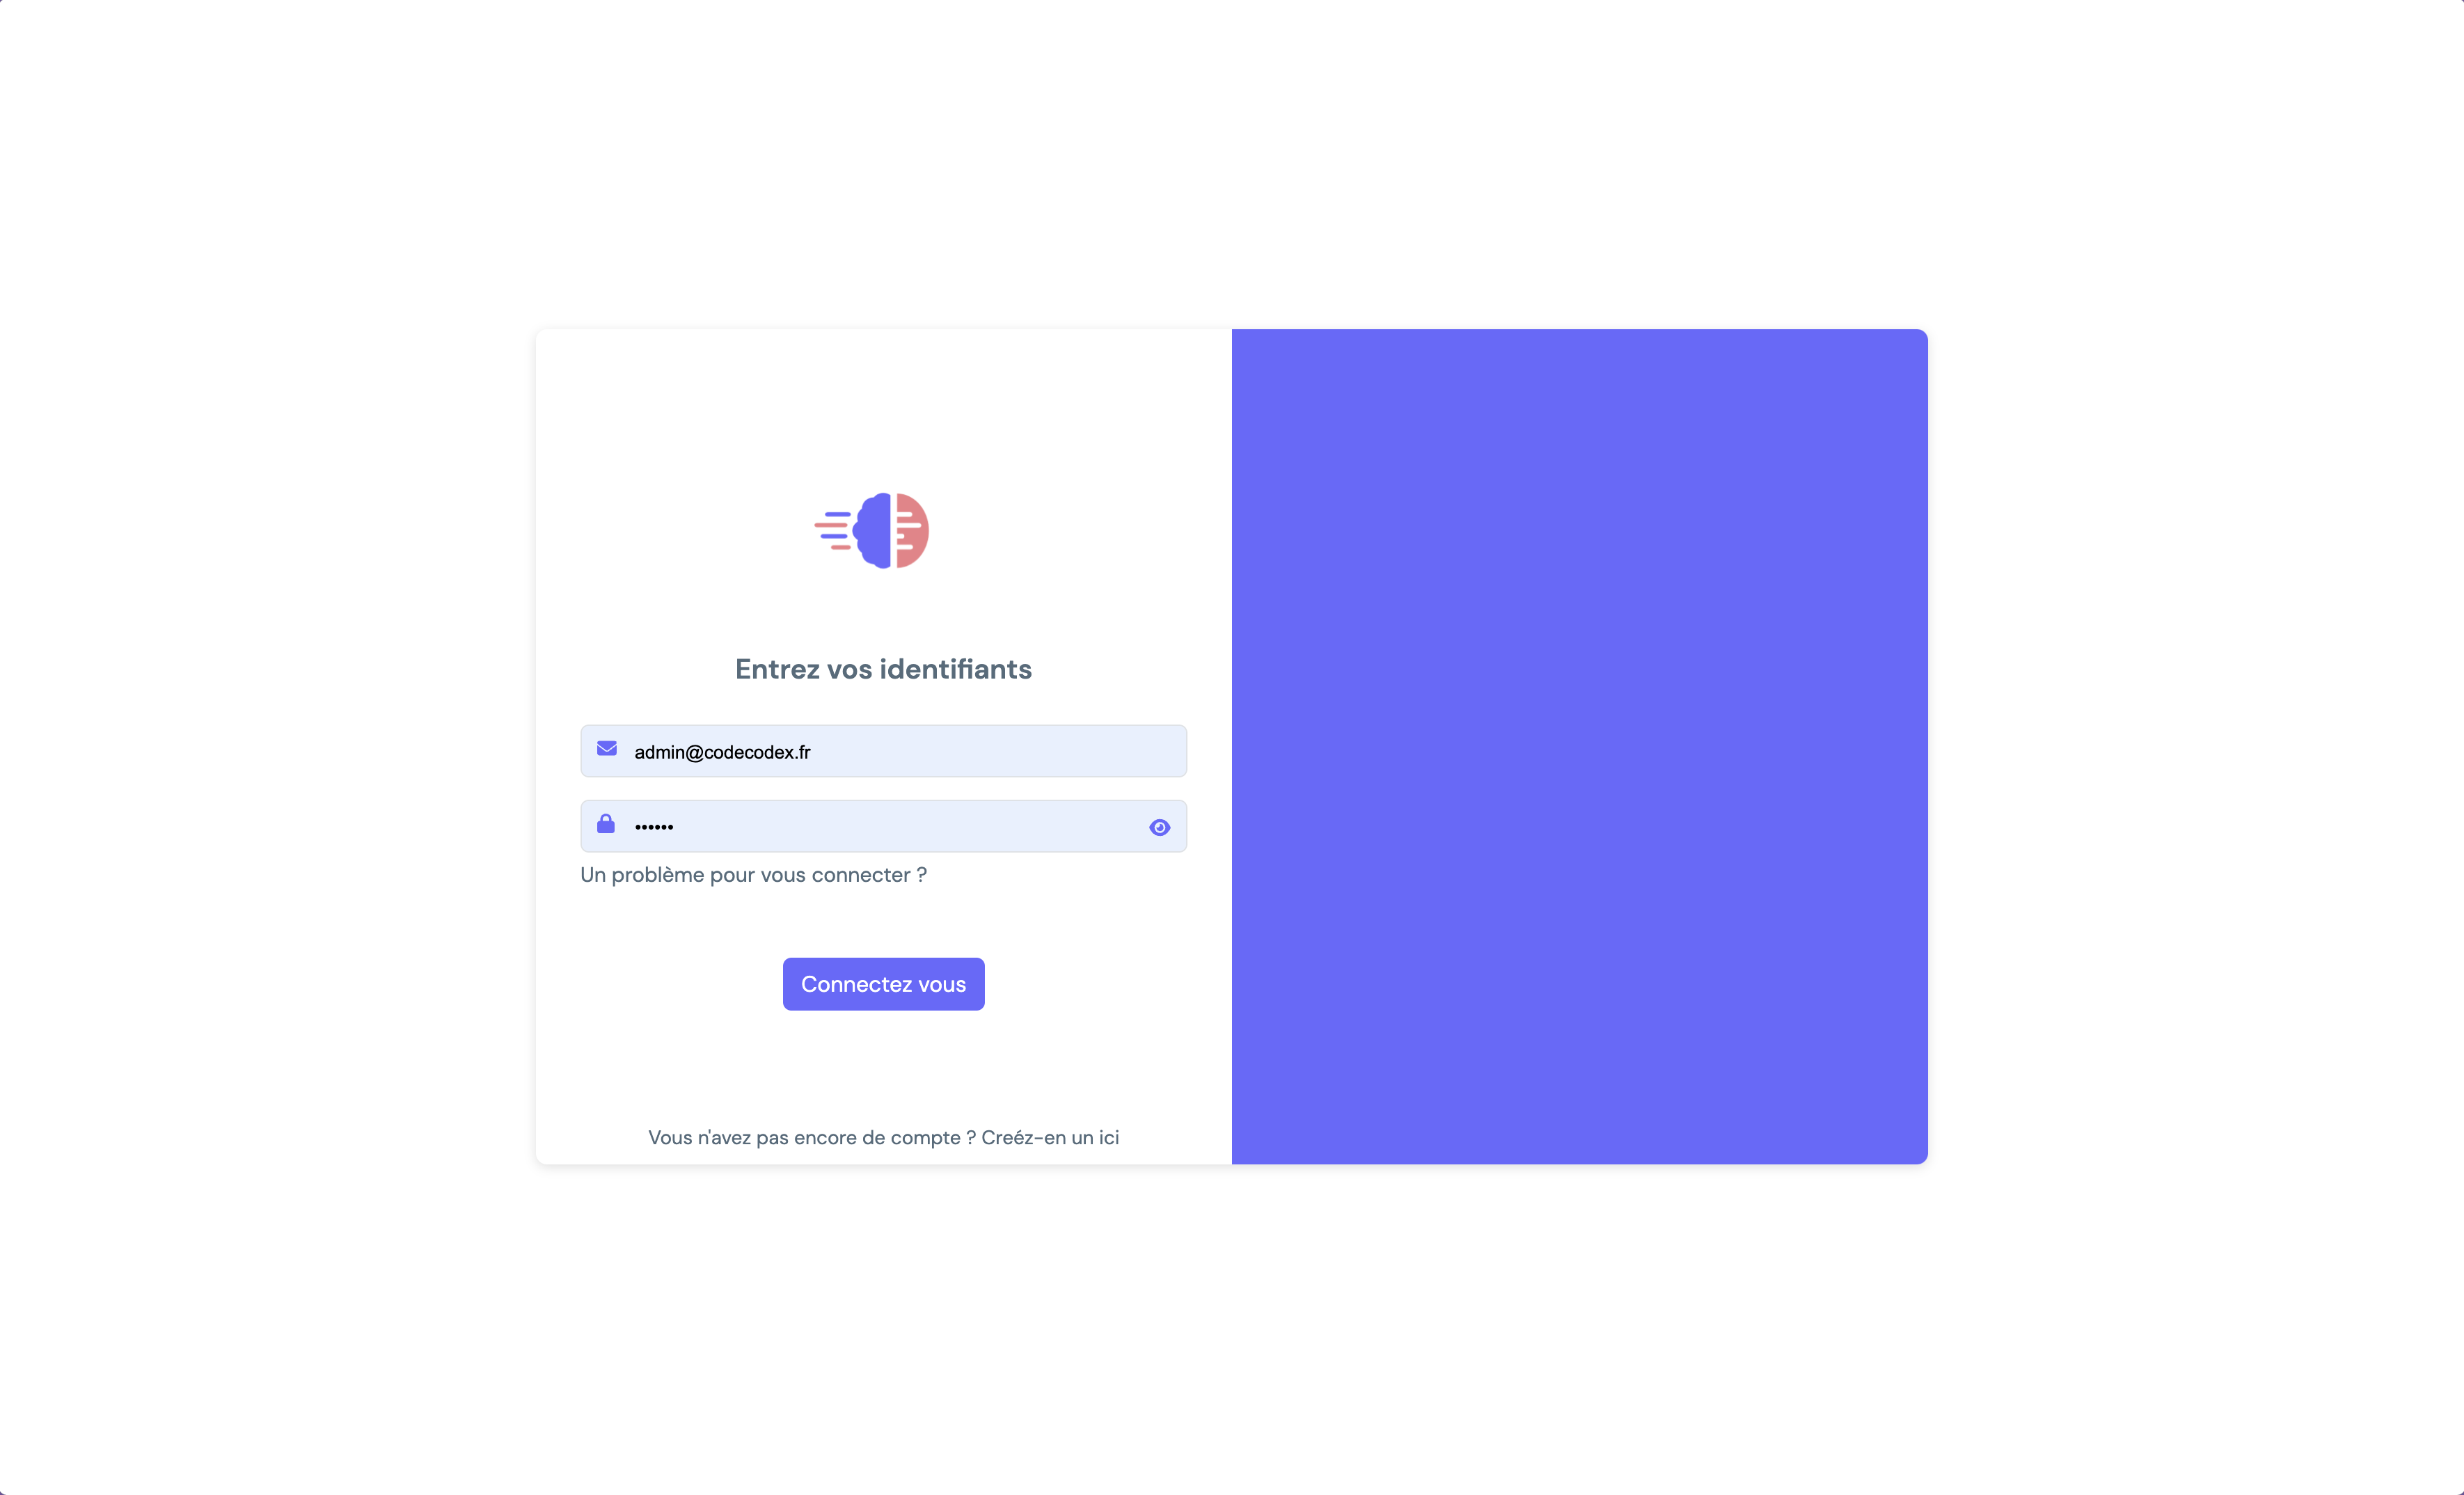 Entrez vos identifiants
admin@codecodex.fr
••••••
Un problème pour vous connecter ?
Connectez vous
Vous n'avez pas encore de compte ? Creéz-en un ici